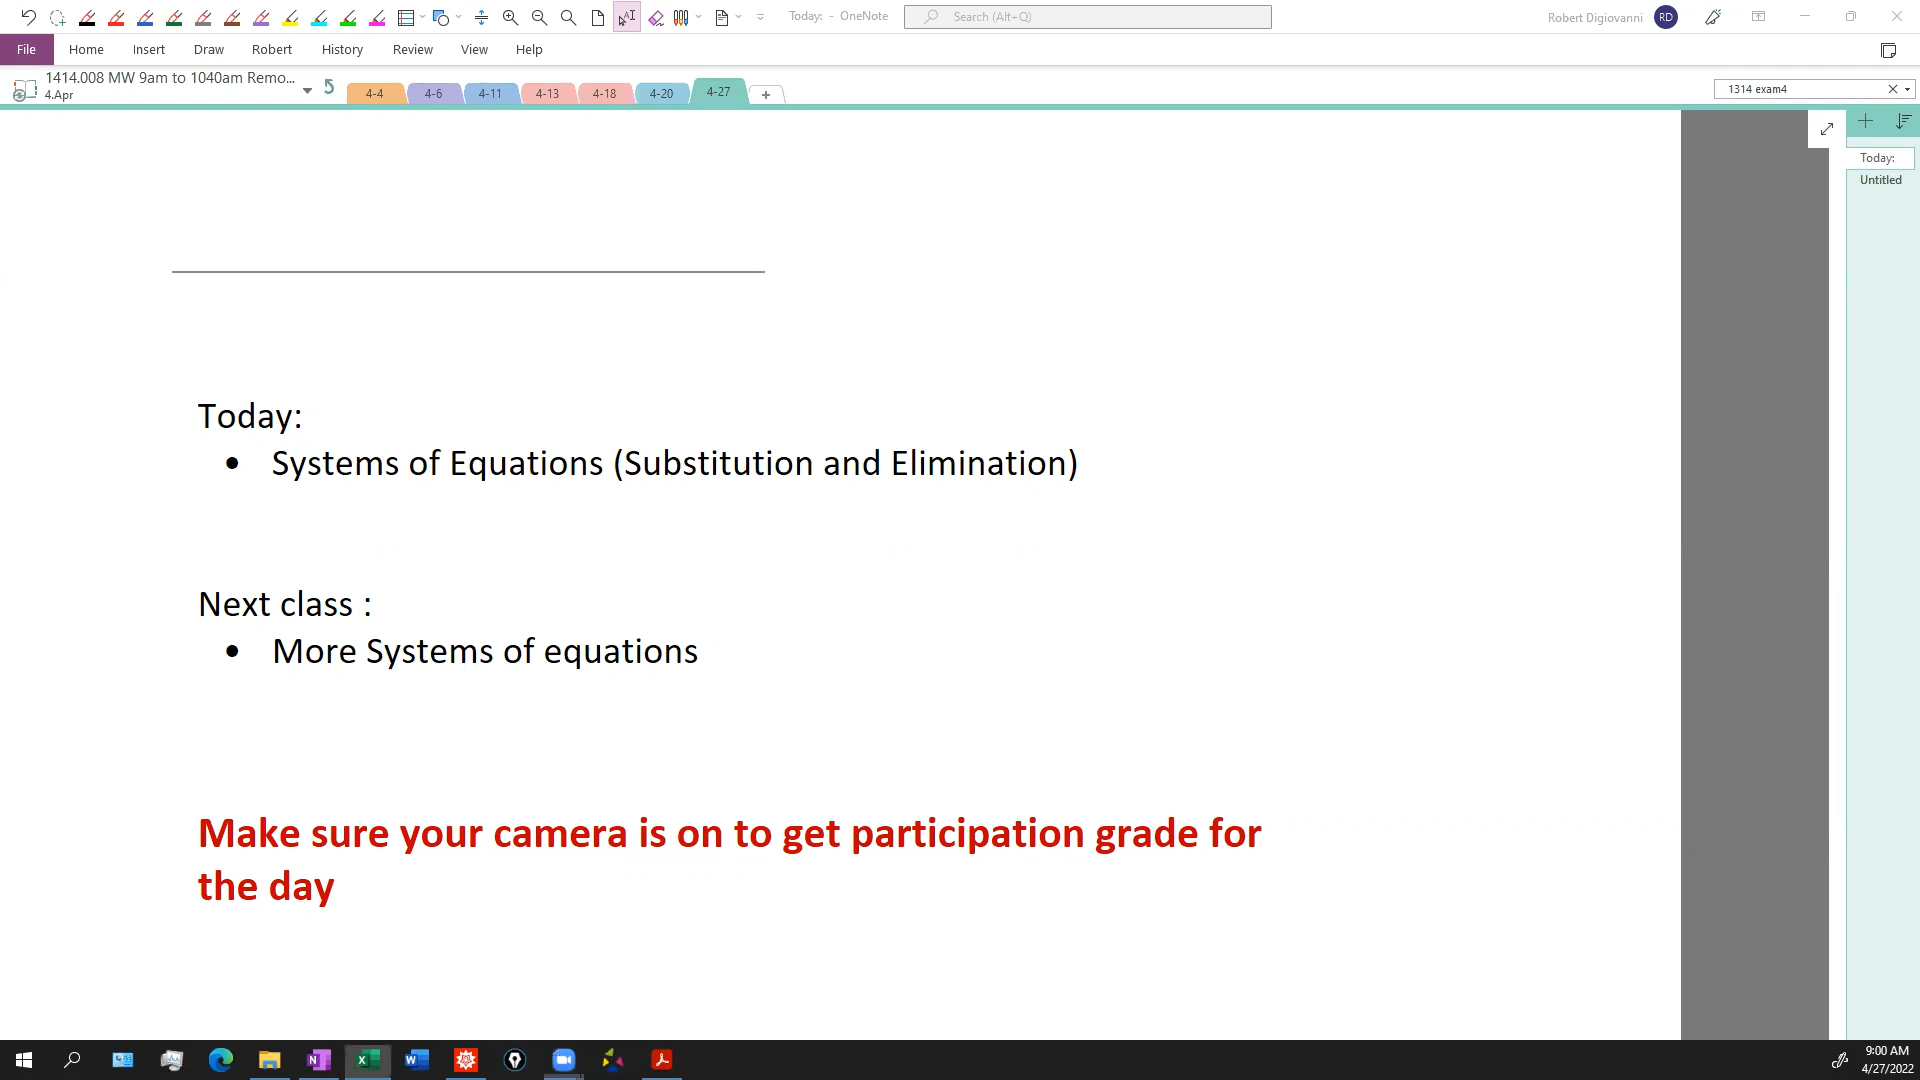 Today: - OneNote
Search (Alt+Q)
Robert Digiovanni
RD
File Home Insert Draw Robert History Review View Help
1414.008 MW 9am to 1040am Remo...
4.Apr
4-4 4-6 4-11 4-13 4-18 4-20 4-27
1314 exam4
Today:
Untitled
Today:
• Systems of Equations (Substitution and Elimination)
Next class :
• More Systems of equations
Make sure your camera is on to get participation grade for
the day
9:00 AM
4/27/2022